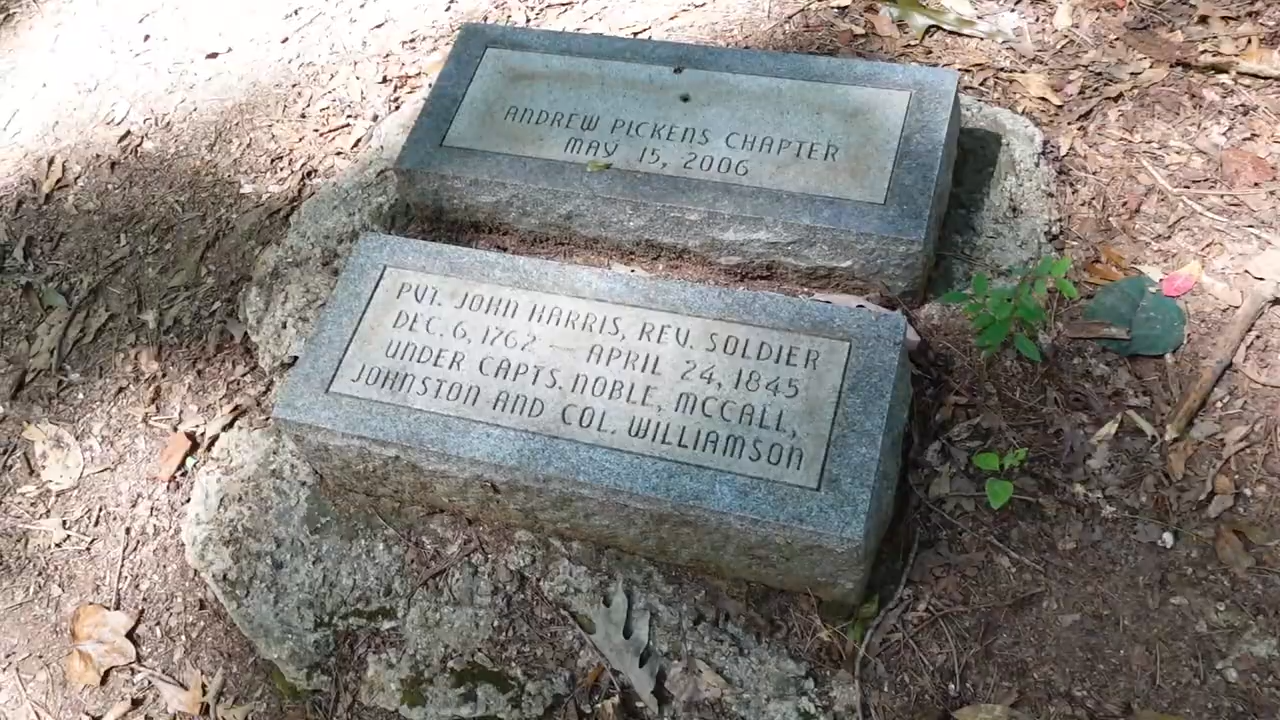 ANDREW PICKENS CHAPTER
MAY 15, 2006
PVT. JOHN HARRIS, REV. SOLDIER
DEC. 6, 1762 — APRIL 24, 1845
UNDER CAPTS. NOBLE, MCCALL,
JOHNSTON AND COL. WILLIAMSON